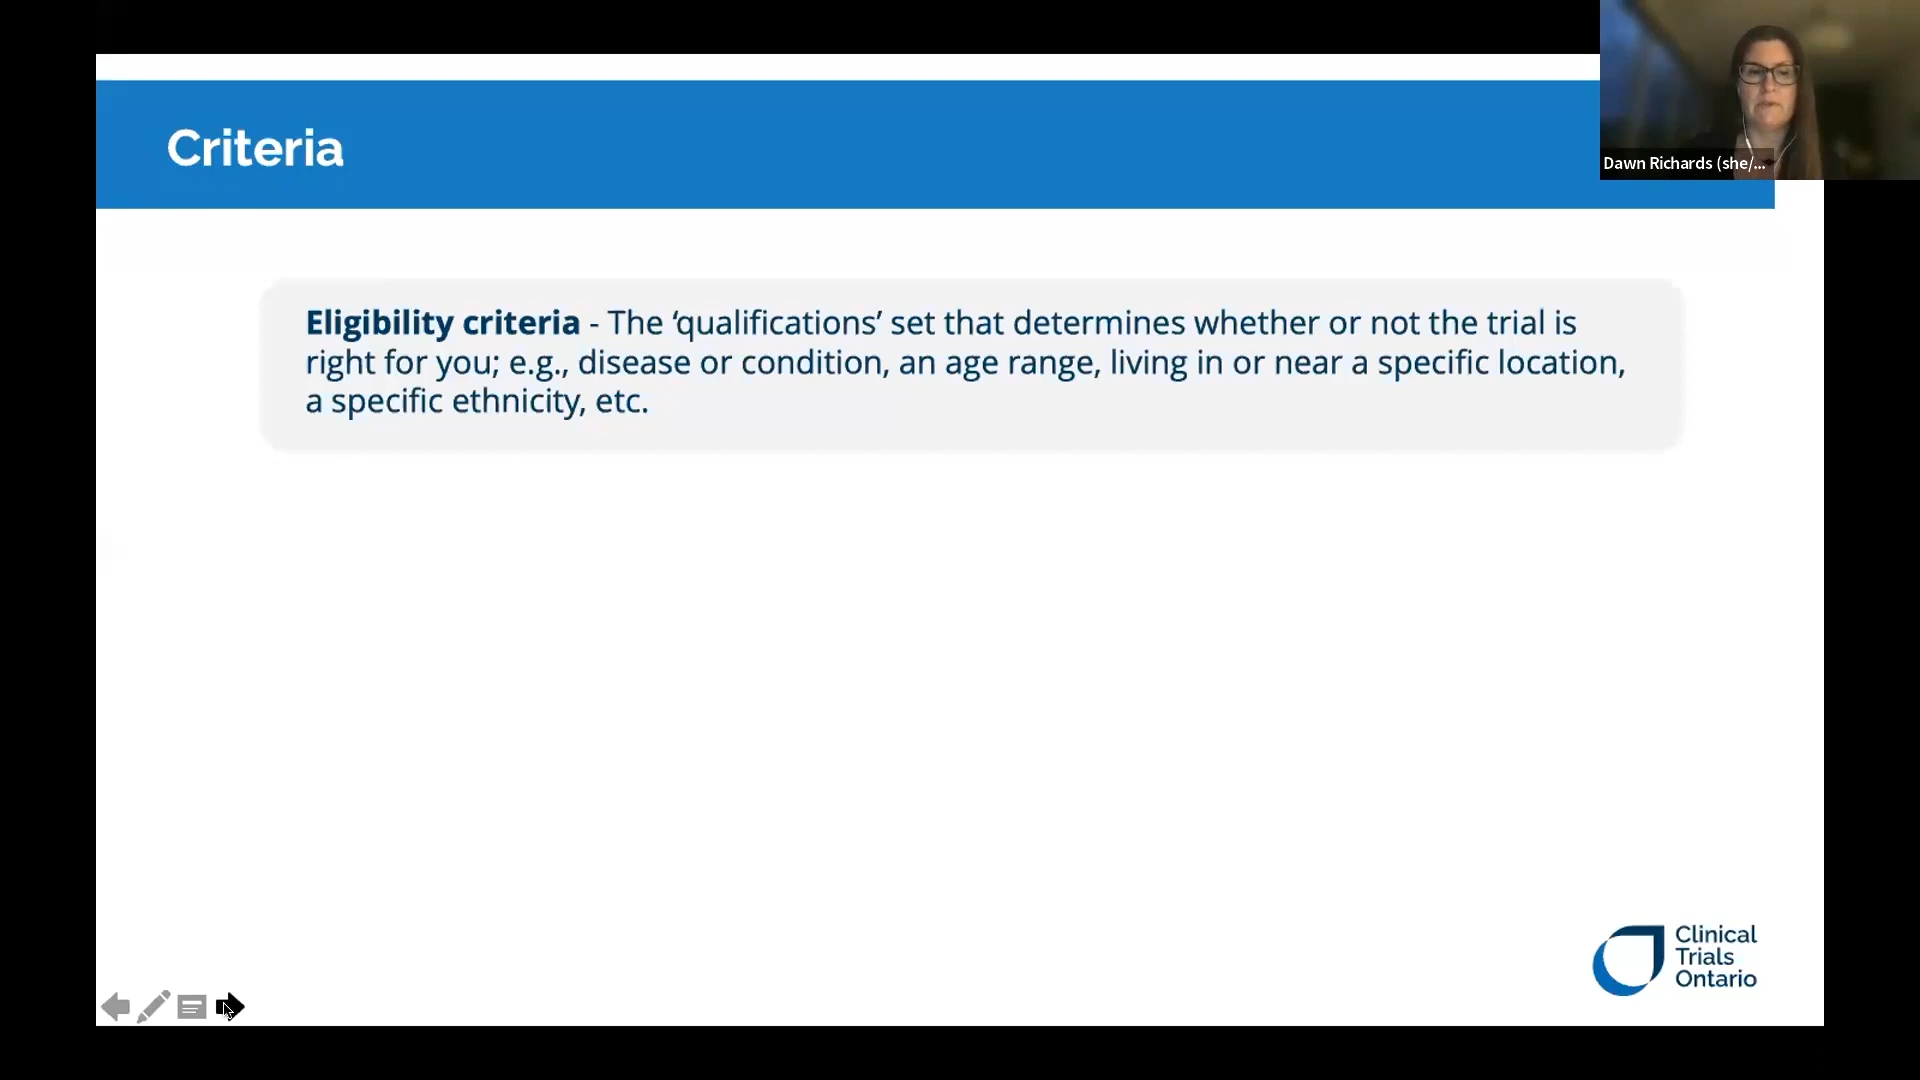 Criteria
Dawn Richards (she/...
Eligibility criteria - The ‘qualifications’ set that determines whether or not the trial is
right for you; e.g., disease or condition, an age range, living in or near a specific location,
a specific ethnicity, etc.
Clinical
Trials
Ontario